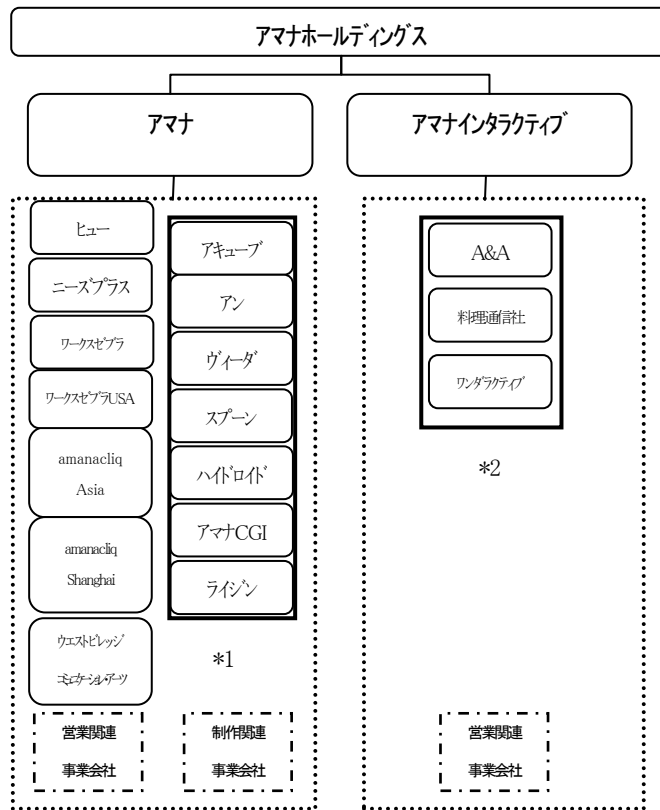 アマナホールディングス
アマナ
アマナインタラクティブ
ヒュー
ニーズプラス
ワークスゼブラ
ワークスゼブラUSA
amanacliq
Asia
amanacliq
Shanghai
ウエストビレッジ
コミュニケーション・アーツ
営業関連
事業会社
アキューブ
アン
ヴィーダ
スプーン
ハイドロイド
アマナCGI
ライジン
*1
制作関連
事業会社
A&A
料理通信社
ワンダラクティブ
*2
営業関連
事業会社